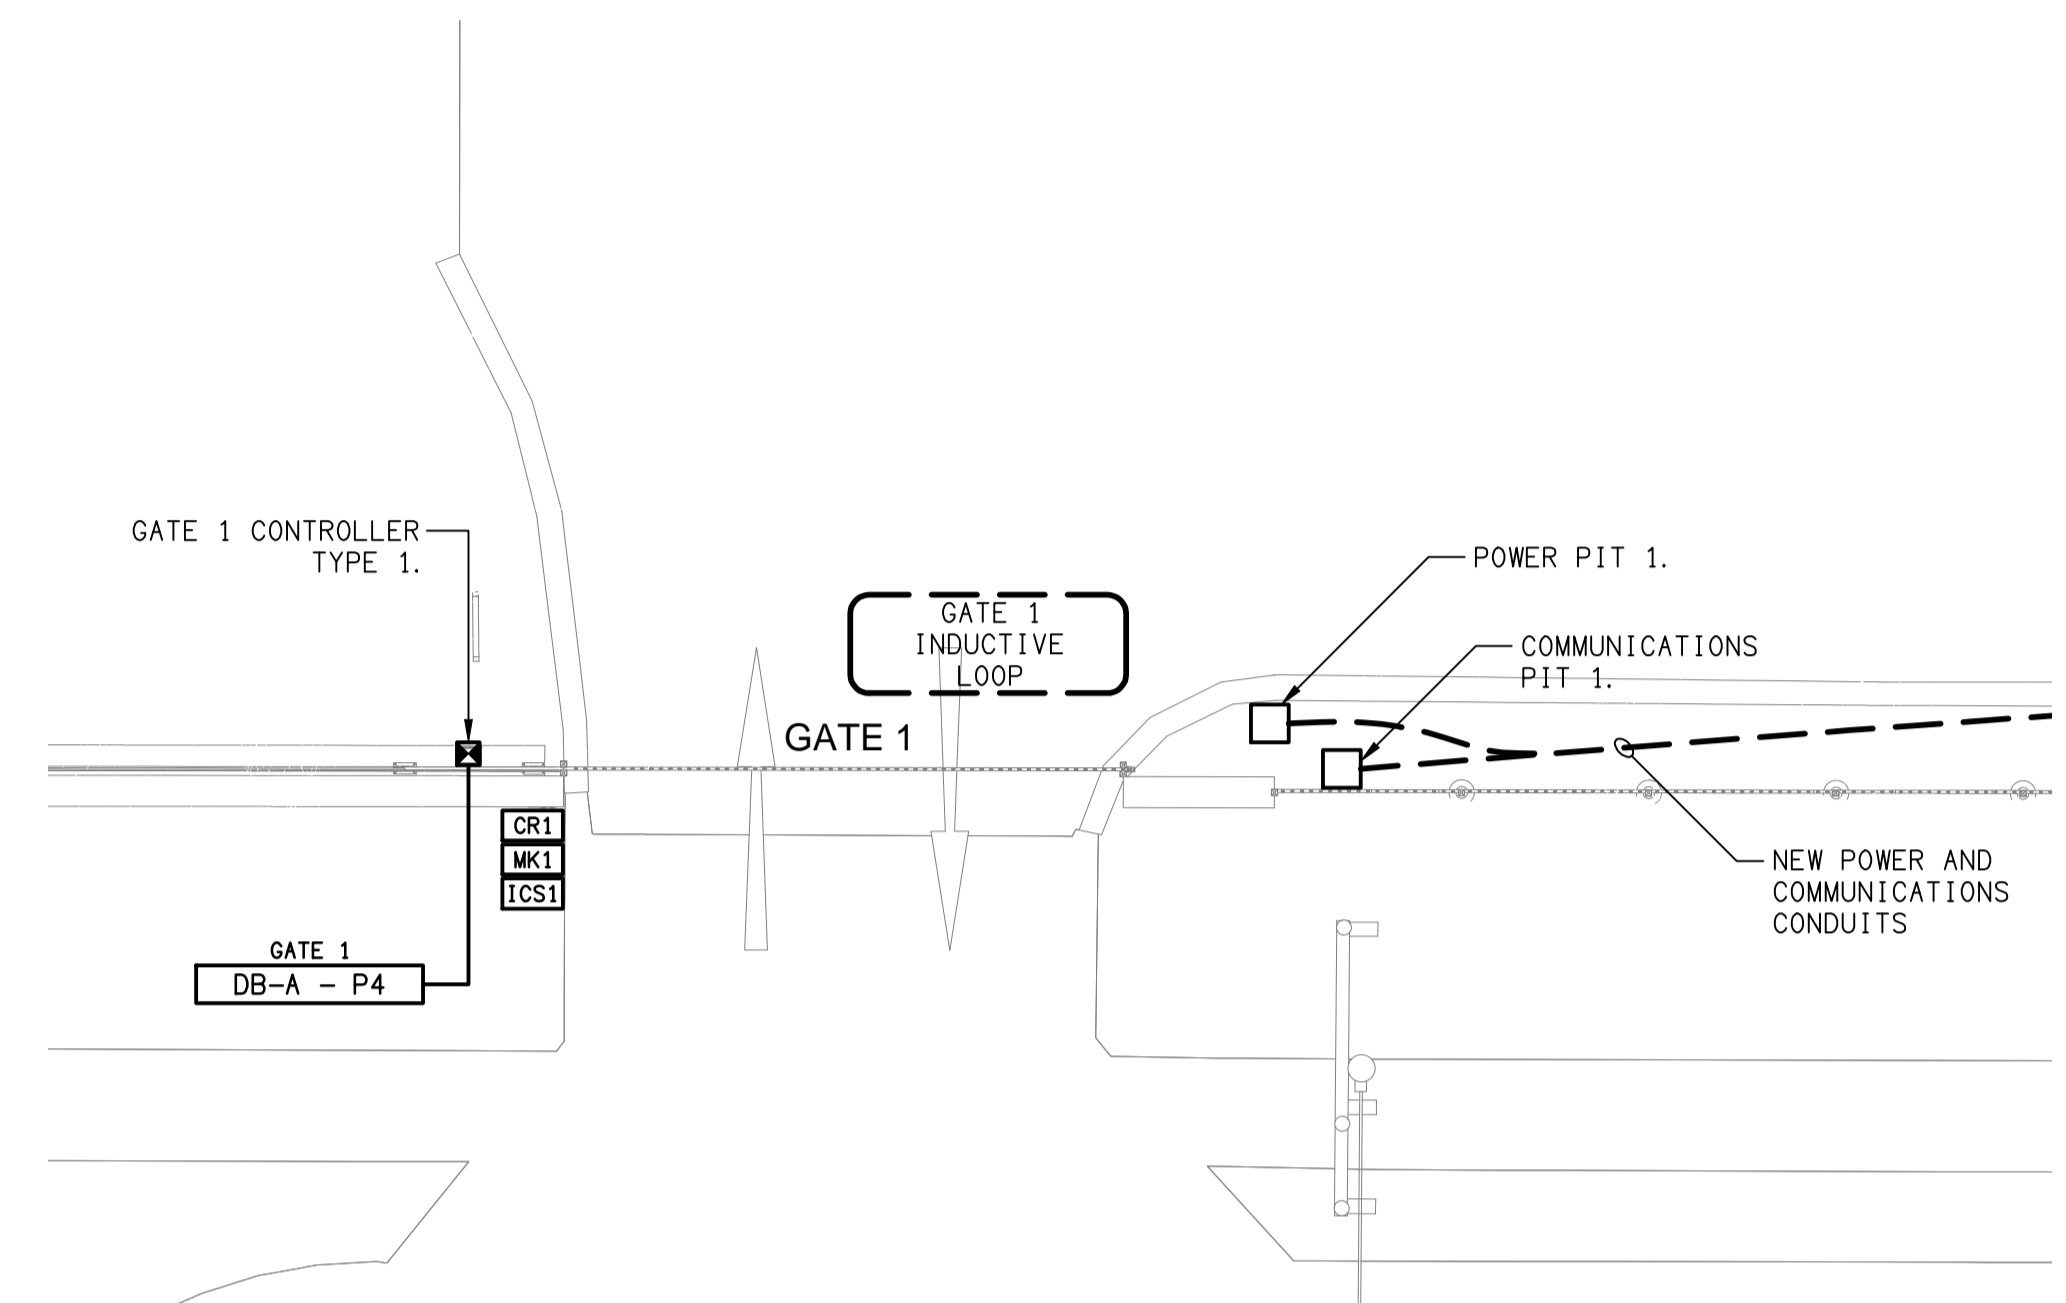 GATE 1 CONTROLLER
TYPE 1.
POWER PIT 1.
GATE 1
INDUCTIVE
LOOP
COMMUNICATIONS
PIT 1.
GATE 1
CR1
MK1
ICS1
NEW POWER AND
COMMUNICATIONS
CONDUITS
GATE 1
DB-A - P4